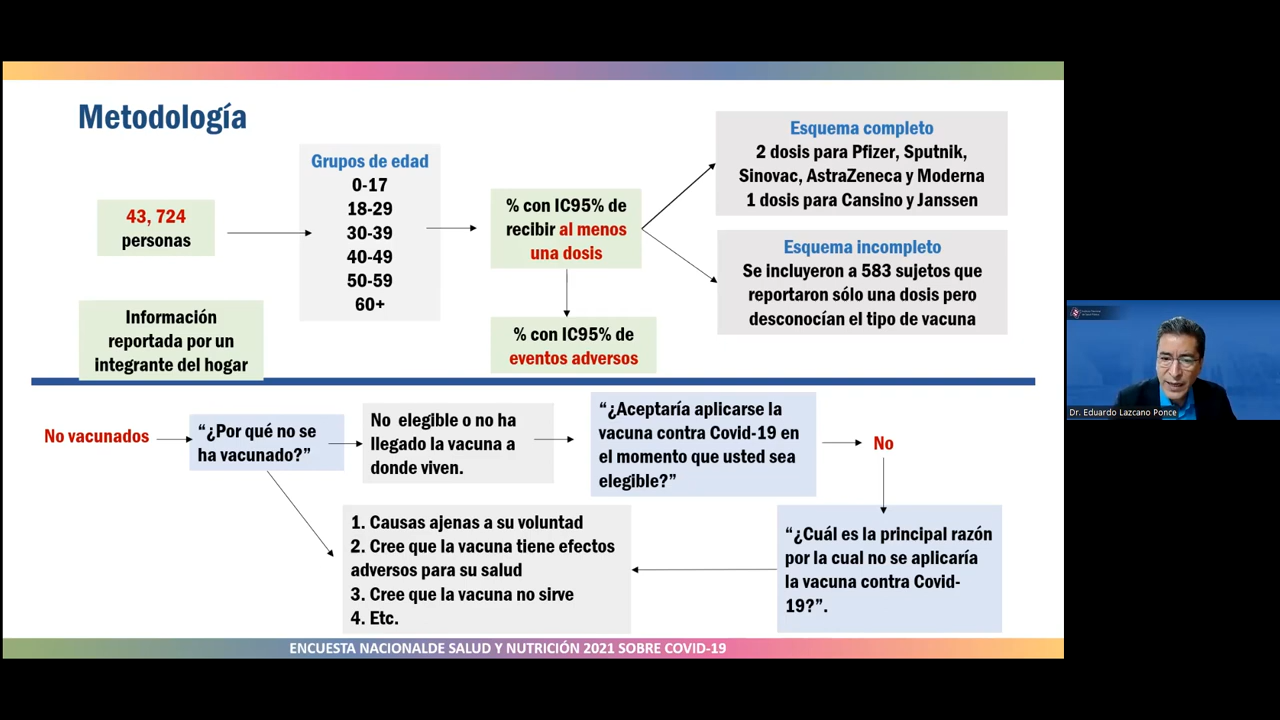 Metodología
43, 724
personas
Información
reportada por un
integrante del hogar
Grupos de edad
0-17
18-29
30-39
40-49
50-59
60+
% con IC95% de
recibir al menos
una dosis
% con IC95% de
eventos adversos
Esquema completo
2 dosis para Pfizer, Sputnik,
Sinovac, AstraZeneca y Moderna
1 dosis para Cansino y Janssen
Esquema incompleto
Se incluyeron a 583 sujetos que
reportaron sólo una dosis pero
desconocían el tipo de vacuna
No vacunados
“¿Por qué no se
ha vacunado?”
No elegible o no ha
llegado la vacuna a
donde viven.
“¿Aceptaría aplicarse la
vacuna contra Covid-19 en
el momento que usted sea
elegible?”
No
“¿Cuál es la principal razón
por la cual no se aplicaría
la vacuna contra Covid-
19?”.
1. Causas ajenas a su voluntad
2. Cree que la vacuna tiene efectos
adversos para su salud
3. Cree que la vacuna no sirve
4. Etc.
ENCUESTA NACIONALDE SALUD Y NUTRICIÓN 2021 SOBRE COVID-19
Dr. Eduardo Lazcano Ponce